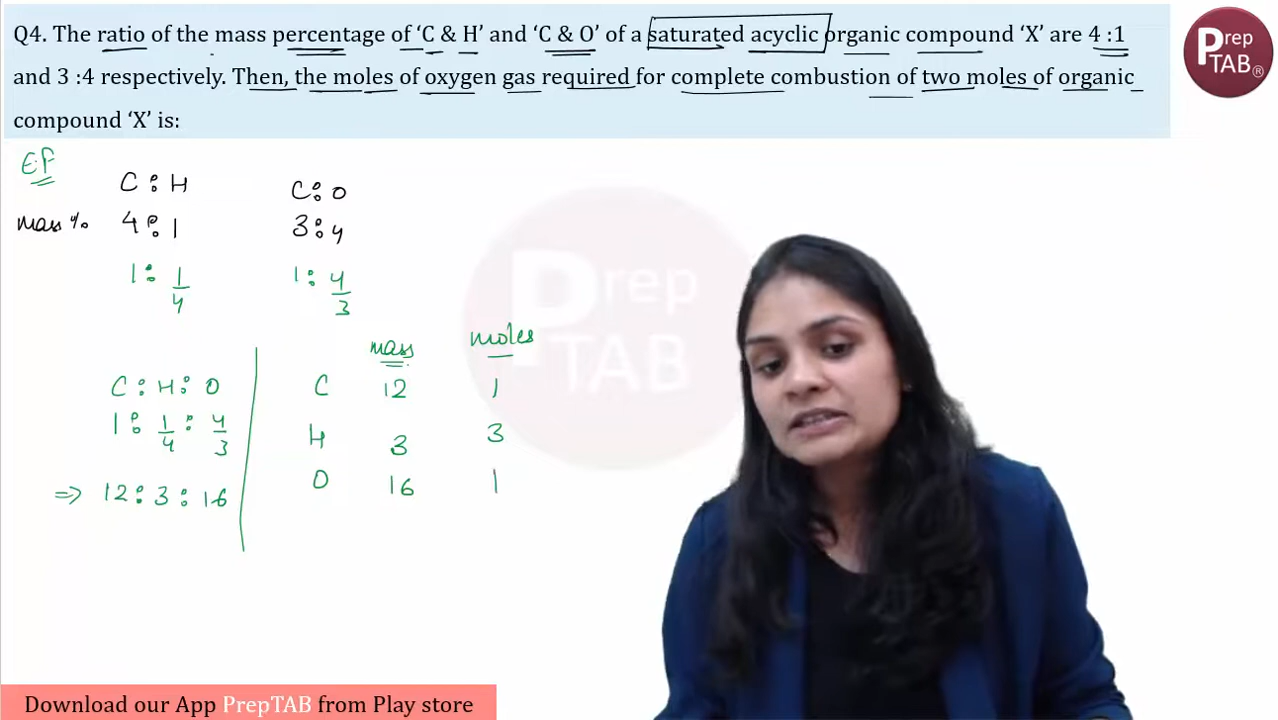 Q4. The ratio of the mass percentage of 'C & H' and 'C & O' of a saturated acyclic organic compound 'X' are 4 :1
and 3 :4 respectively. Then, the moles of oxygen gas required for complete combustion of two moles of organic
compound 'X' is:
Prep
TAB®
EF
C : H
C : O
mass %
4 : 1
3 : 4
1 : 1/4
1 : 4/3
Prep
TAB
mass
moles
C : H : O
C 12 1
1 : 1/4 : 4/3
H 3 3
O 16 1
⇒ 12 : 3 : 16
Download our App PrepTAB from Play store